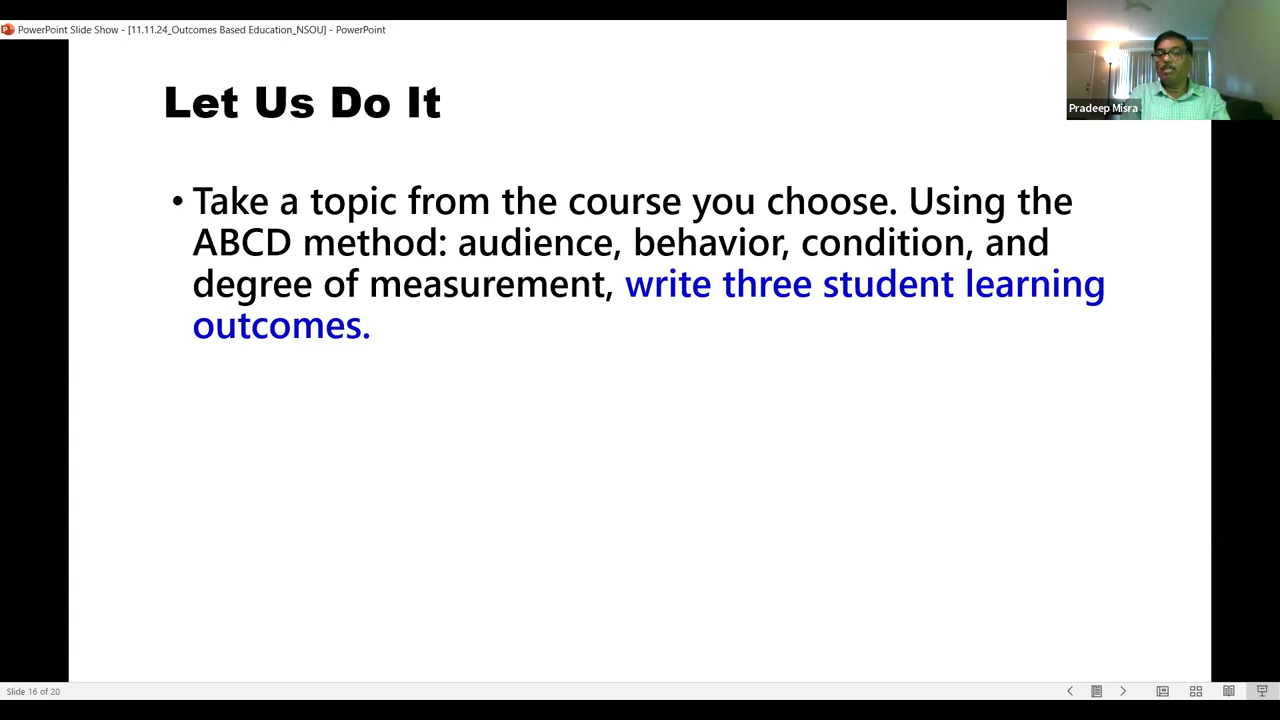 PowerPoint Slide Show - [11.11.24_Outcomes Based Education_NSOU] - PowerPoint
Let Us Do It
Pradeep Misra
• Take a topic from the course you choose. Using the
ABCD method: audience, behavior, condition, and
degree of measurement, write three student learning
outcomes.
Slide 16 of 20